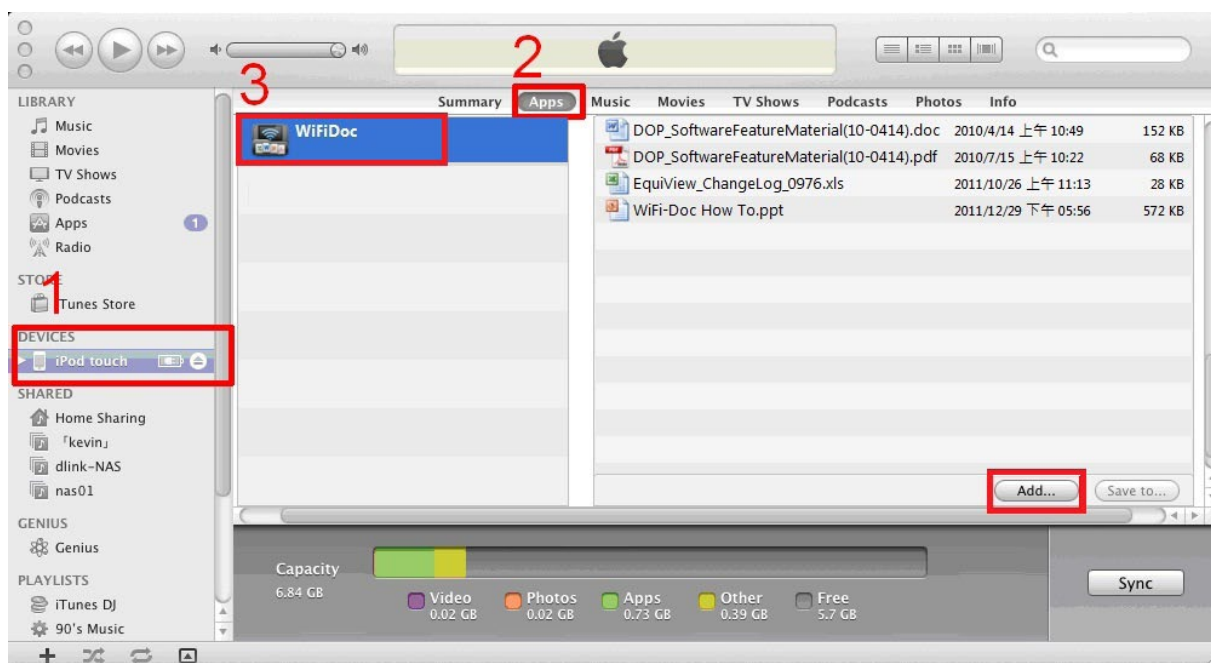 2
3
LIBRARY
Music
Movies
TV Shows
Podcasts
Apps 1
Radio
STORE
iTunes Store
1
DEVICES
iPod touch
SHARED
Home Sharing
「kevin」
dlink-NAS
nas01
GENIUS
Genius
PLAYLISTS
iTunes DJ
90's Music
Summary Apps Music Movies TV Shows Podcasts Photos Info
WiFiDoc
DOP_SoftwareFeatureMaterial(10-0414).doc 2010/4/14 上午 10:49 152 KB
DOP_SoftwareFeatureMaterial(10-0414).pdf 2010/7/15 上午 10:22 68 KB
EquiView_ChangeLog_0976.xls 2011/10/26 上午 11:13 28 KB
WiFi-Doc How To.ppt 2011/12/29 下午 05:56 572 KB
Add... Save to...
Capacity
6.84 GB
Video
0.02 GB
Photos
0.02 GB
Apps
0.73 GB
Other
0.39 GB
Free
5.7 GB
Sync